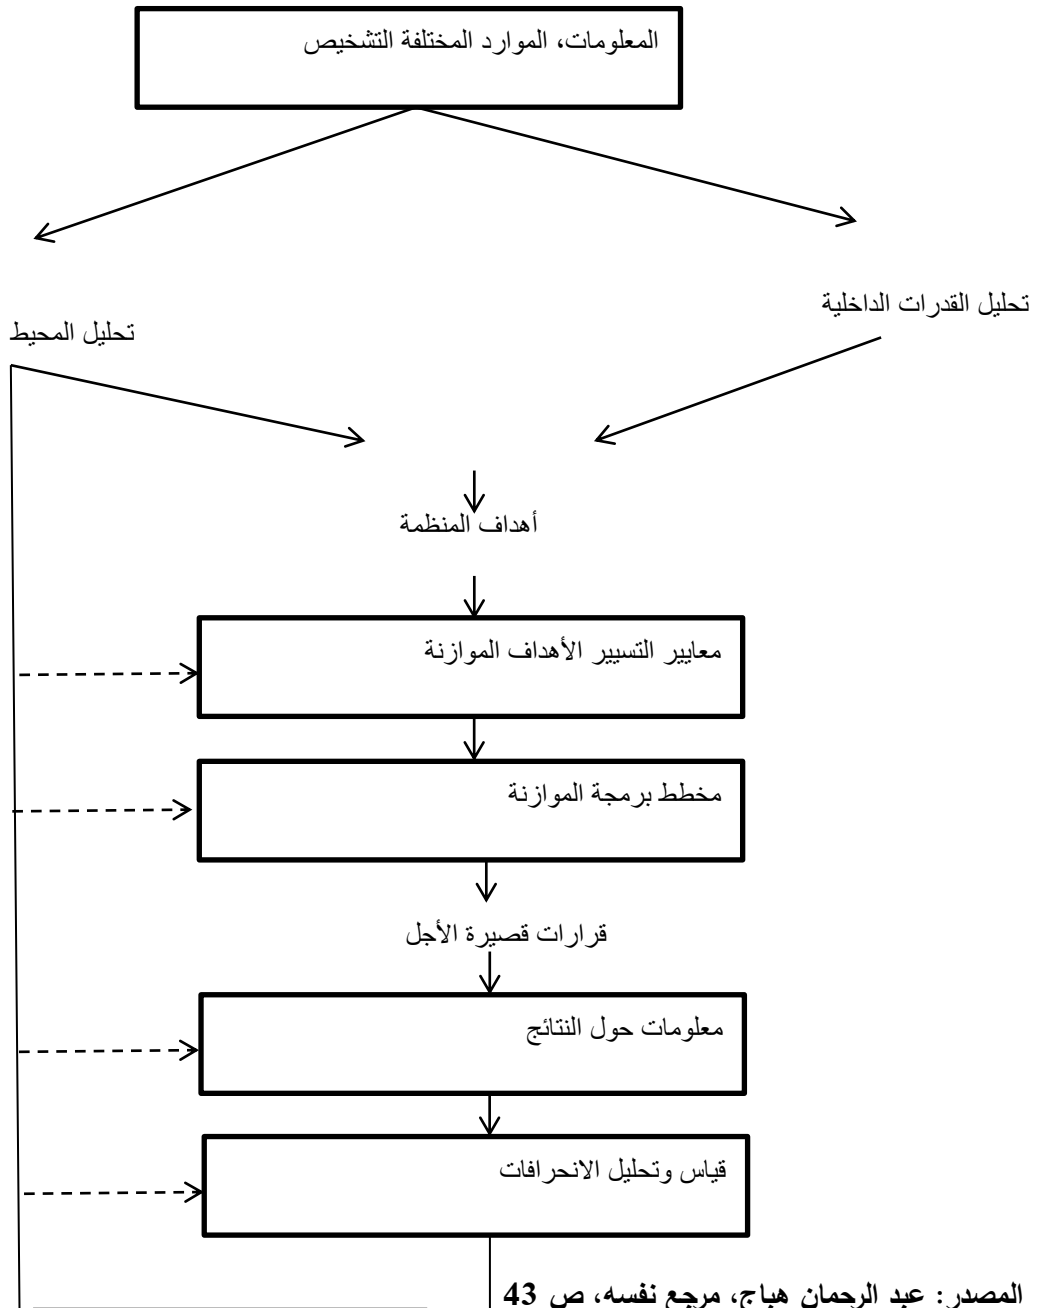 المعلومات، الموارد المختلفة التشخيص
تحليل القدرات الداخلية
تحليل المحيط
أهداف المنظمة
معايير التسيير الأهداف الموازنة
مخطط برمجة الموازنة
قرارات قصيرة الأجل
معلومات حول النتائج
قياس وتحليل الانحرافات
المصدر: عبد الرحمان هباج، مرجع نفسه، ص 43